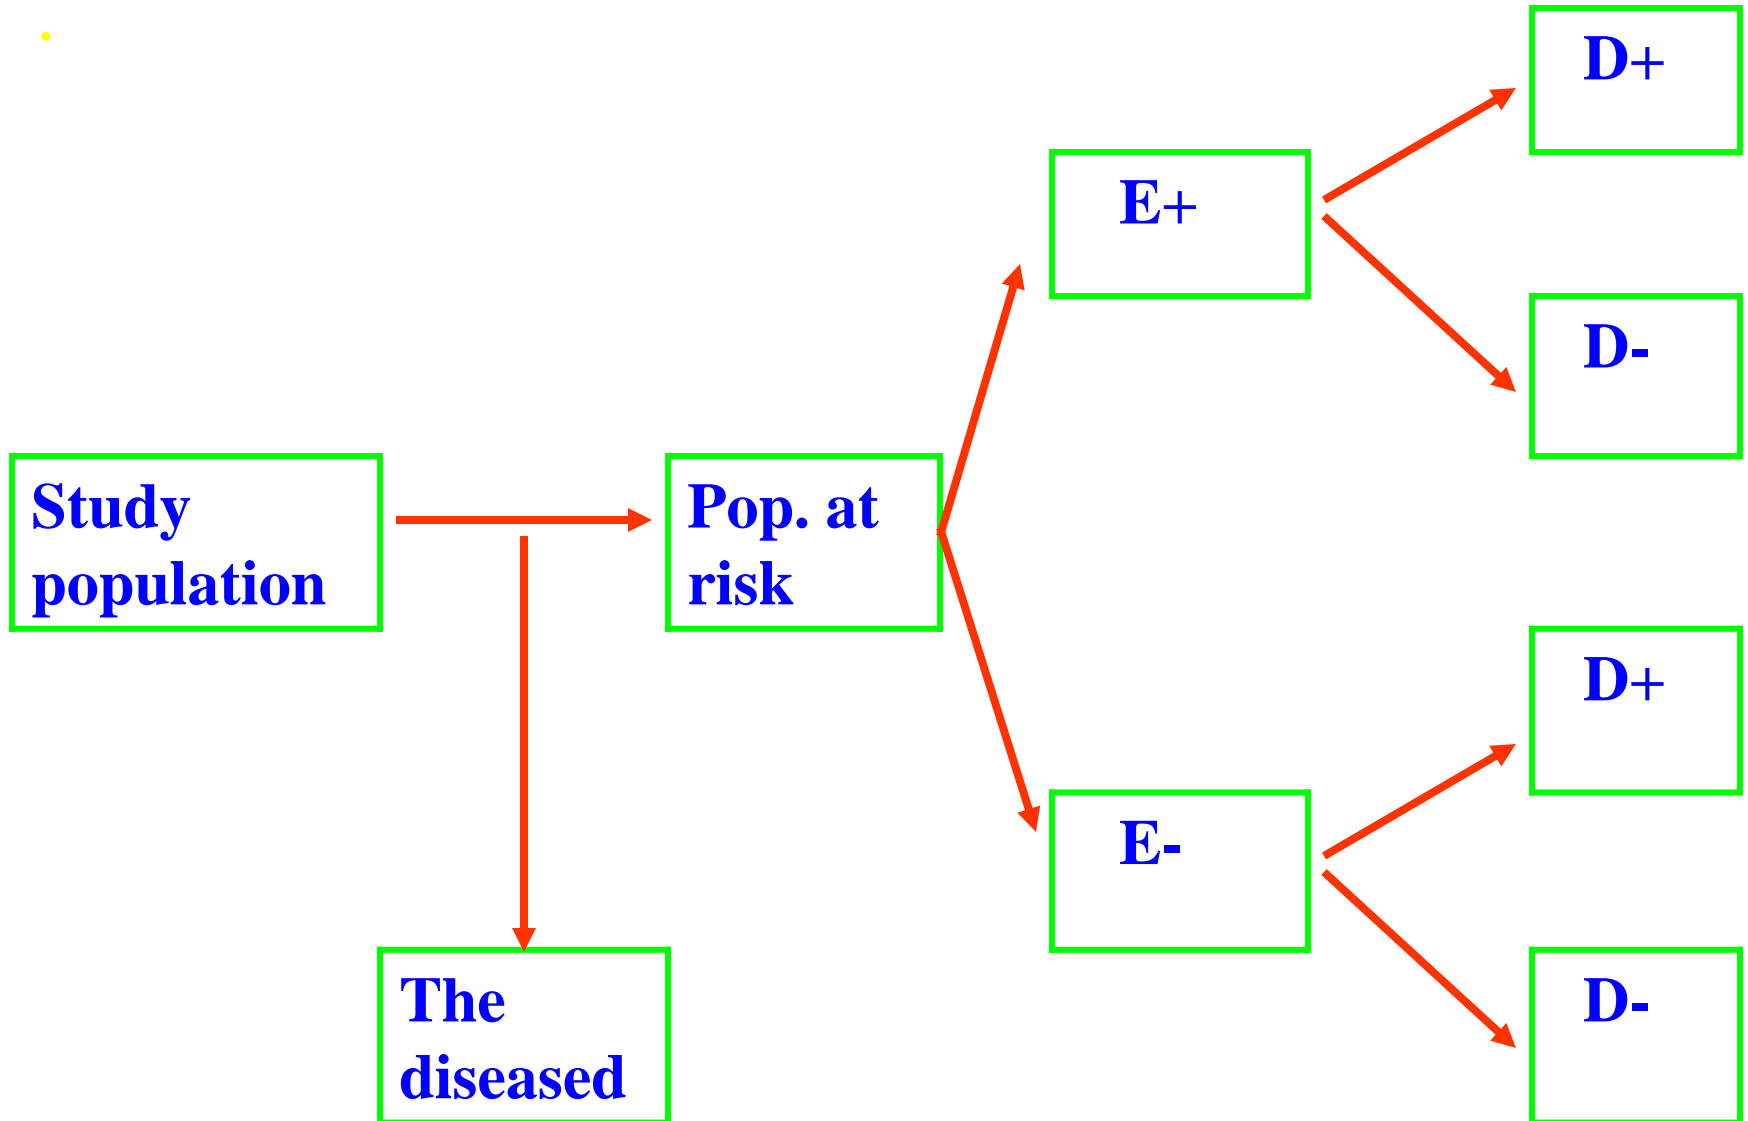 D+
E+
D-
Study
population
Pop. at
risk
D+
E-
The
diseased
D-